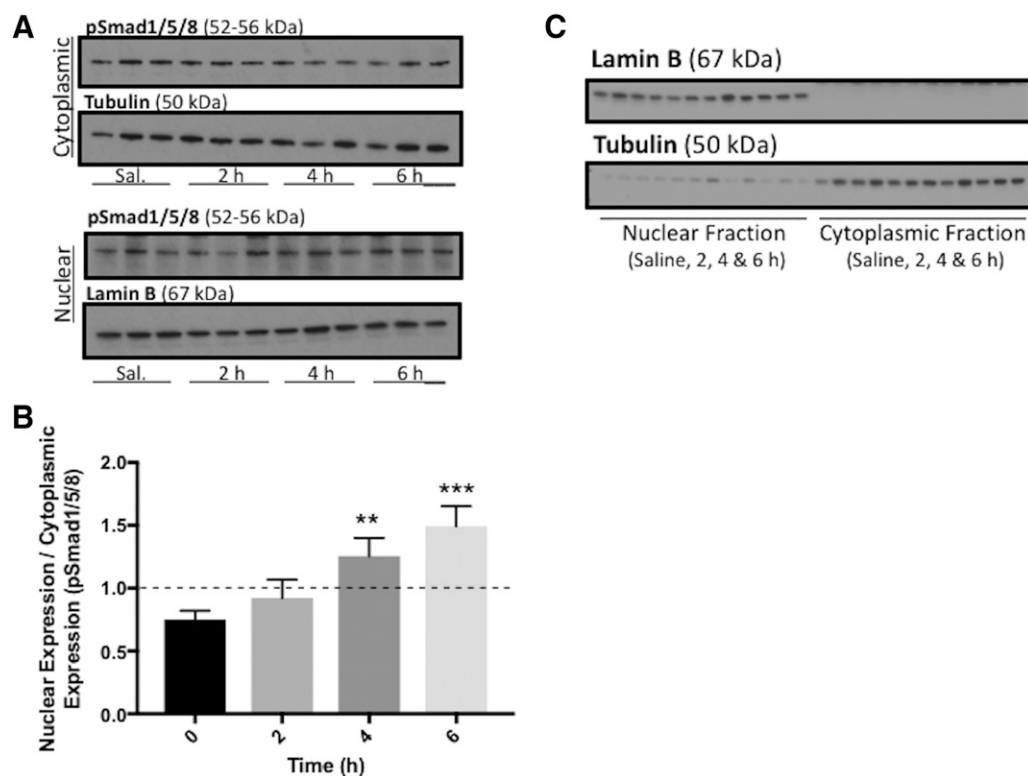 A
Cytoplasmic
pSmad1/5/8 (52-56 kDa)
Tubulin (50 kDa)
Sal. 2 h 4 h 6 h
Nuclear
pSmad1/5/8 (52-56 kDa)
Lamin B (67 kDa)
Sal. 2 h 4 h 6 h
B
Nuclear Expression / Cytoplasmic
Expression (pSmad1/5/8)
2.0
1.5
1.0
0.5
0.0
**
***
0 2 4 6
Time (h)
C
Lamin B (67 kDa)
Tubulin (50 kDa)
Nuclear Fraction Cytoplasmic Fraction
(Saline, 2, 4 & 6 h) (Saline, 2, 4 & 6 h)